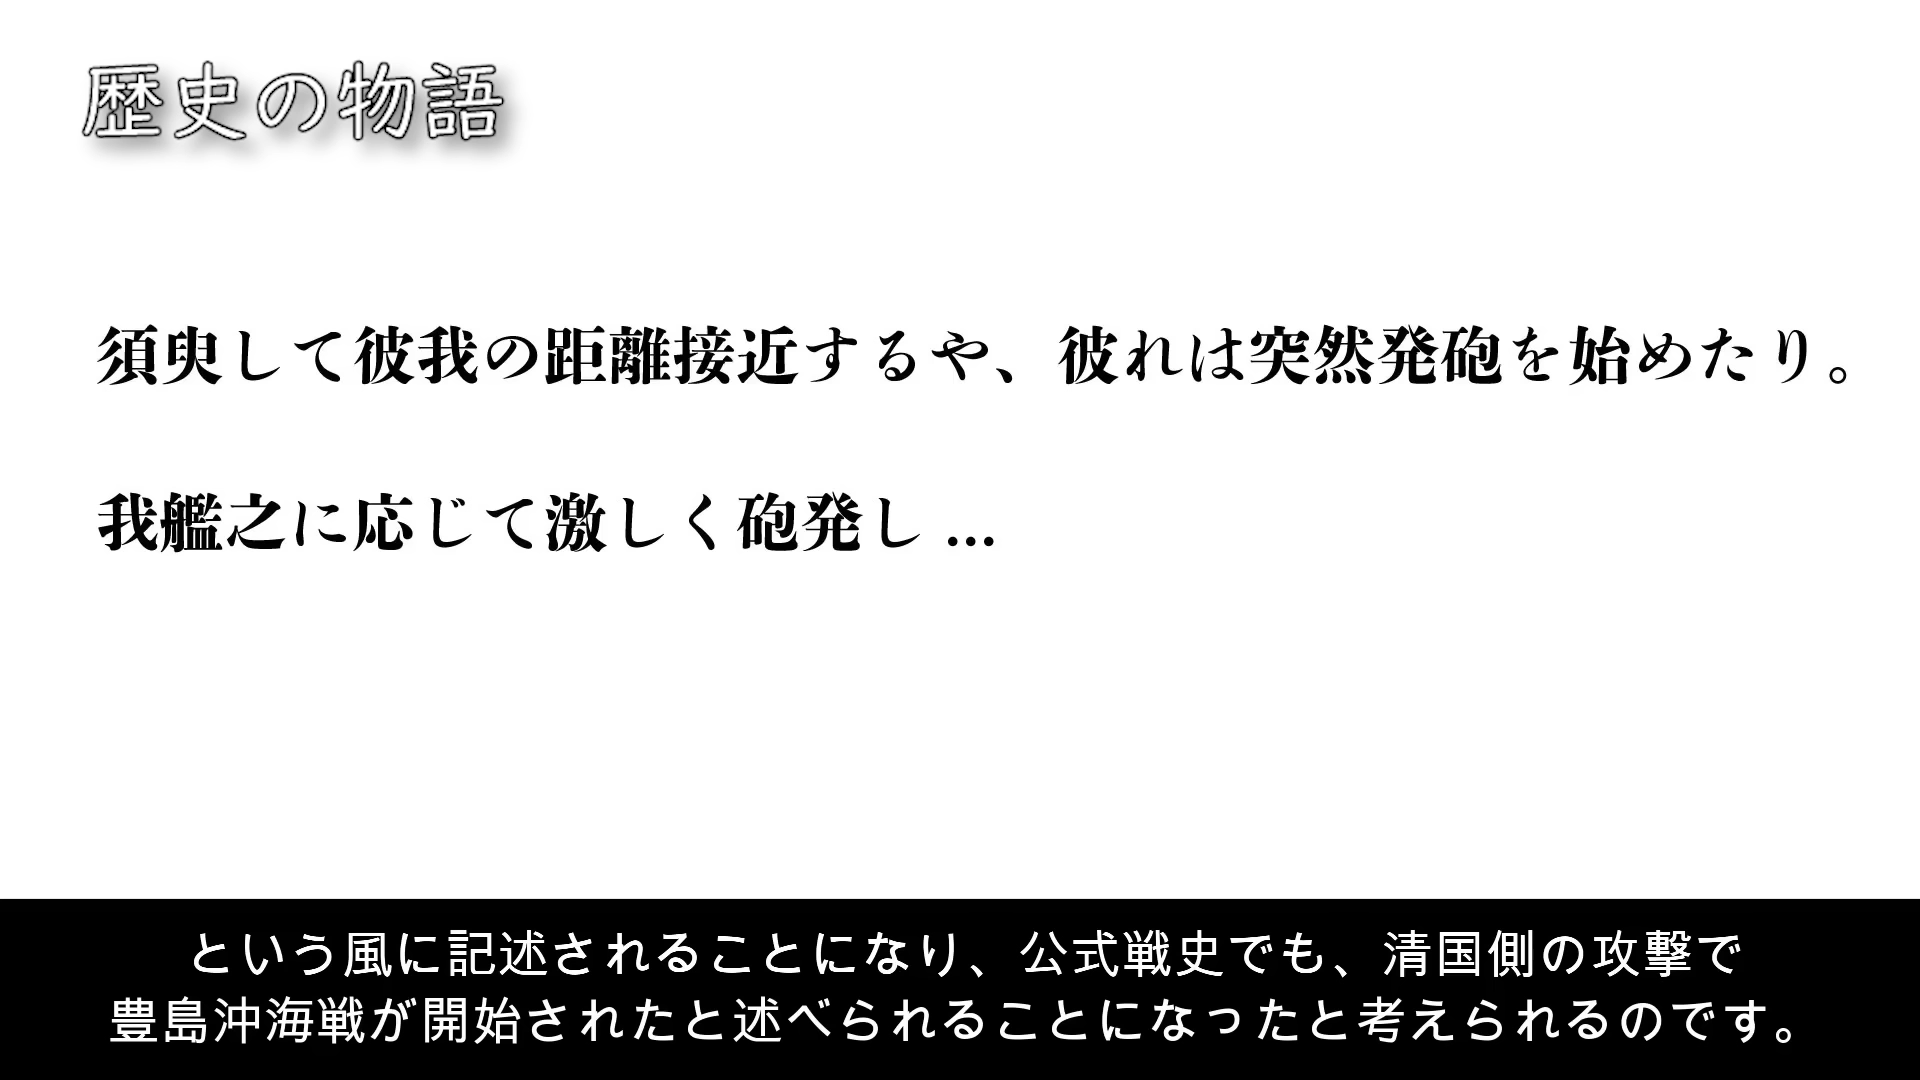 歴史の物語
須臾して彼我の距離接近するや、彼れは突然発砲を始めたり。
我艦之に応じて激しく砲発し ...
という風に記述されることになり、公式戦史でも、清国側の攻撃で
豊島沖海戦が開始されたと述べられることになったと考えられるのです。